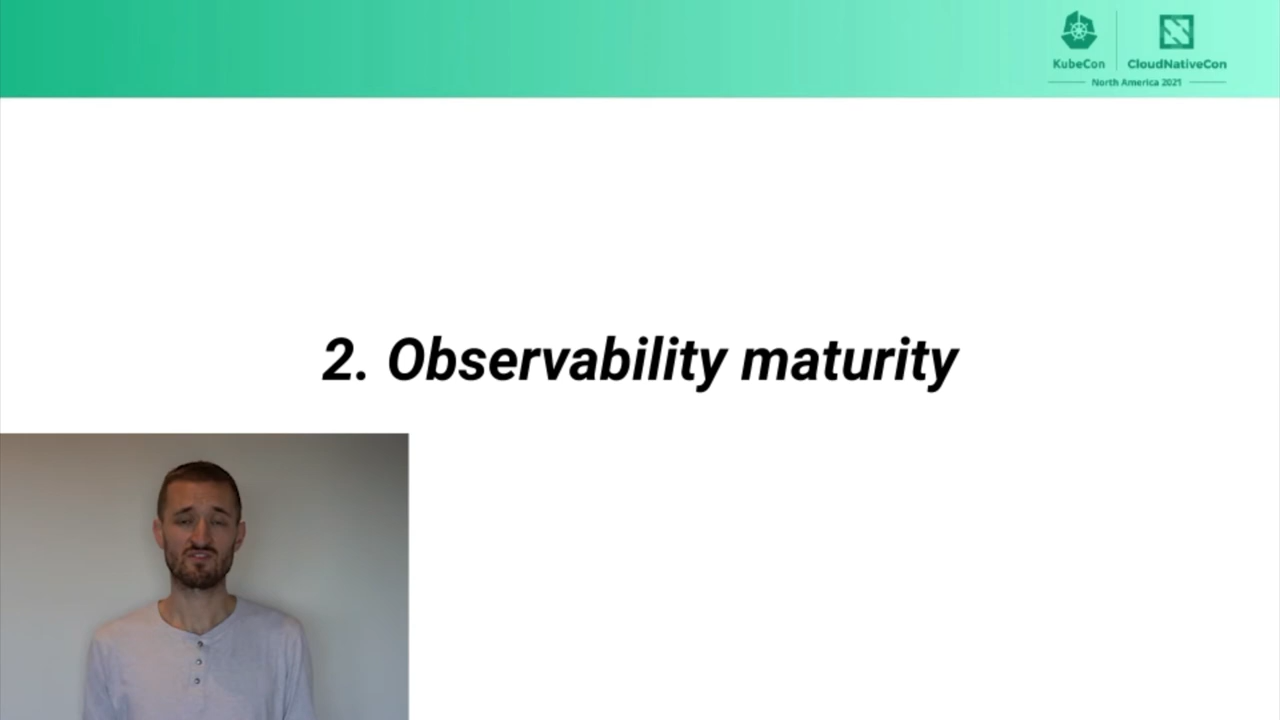 KubeCon
CloudNativeCon
North America 2021
2. Observability maturity